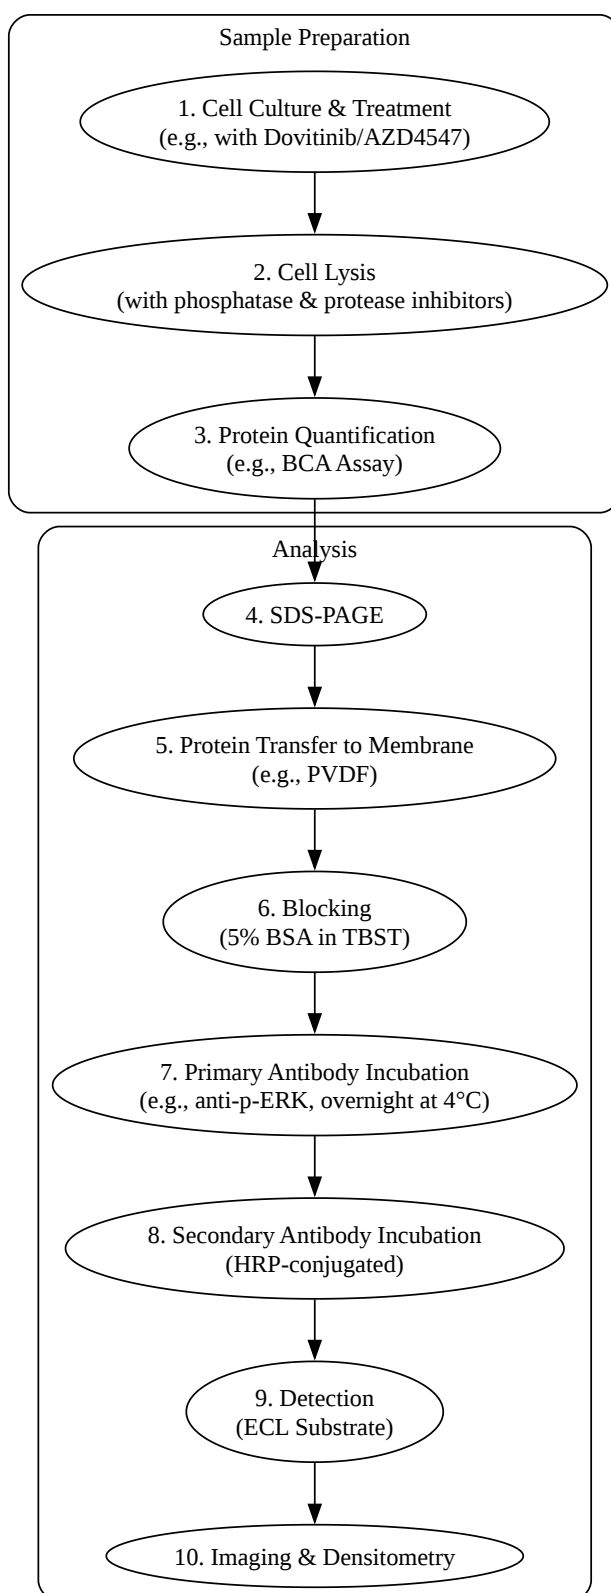 Sample Preparation
1. Cell Culture & Treatment
(e.g., with Dovitinib/AZD4547)
2. Cell Lysis
(with phosphatase & protease inhibitors)
3. Protein Quantification
(e.g., BCA Assay)
Analysis
4. SDS-PAGE
5. Protein Transfer to Membrane
(e.g., PVDF)
6. Blocking
(5% BSA in TBST)
7. Primary Antibody Incubation
(e.g., anti-p-ERK, overnight at 4°C)
8. Secondary Antibody Incubation
(HRP-conjugated)
9. Detection
(ECL Substrate)
10. Imaging & Densitometry